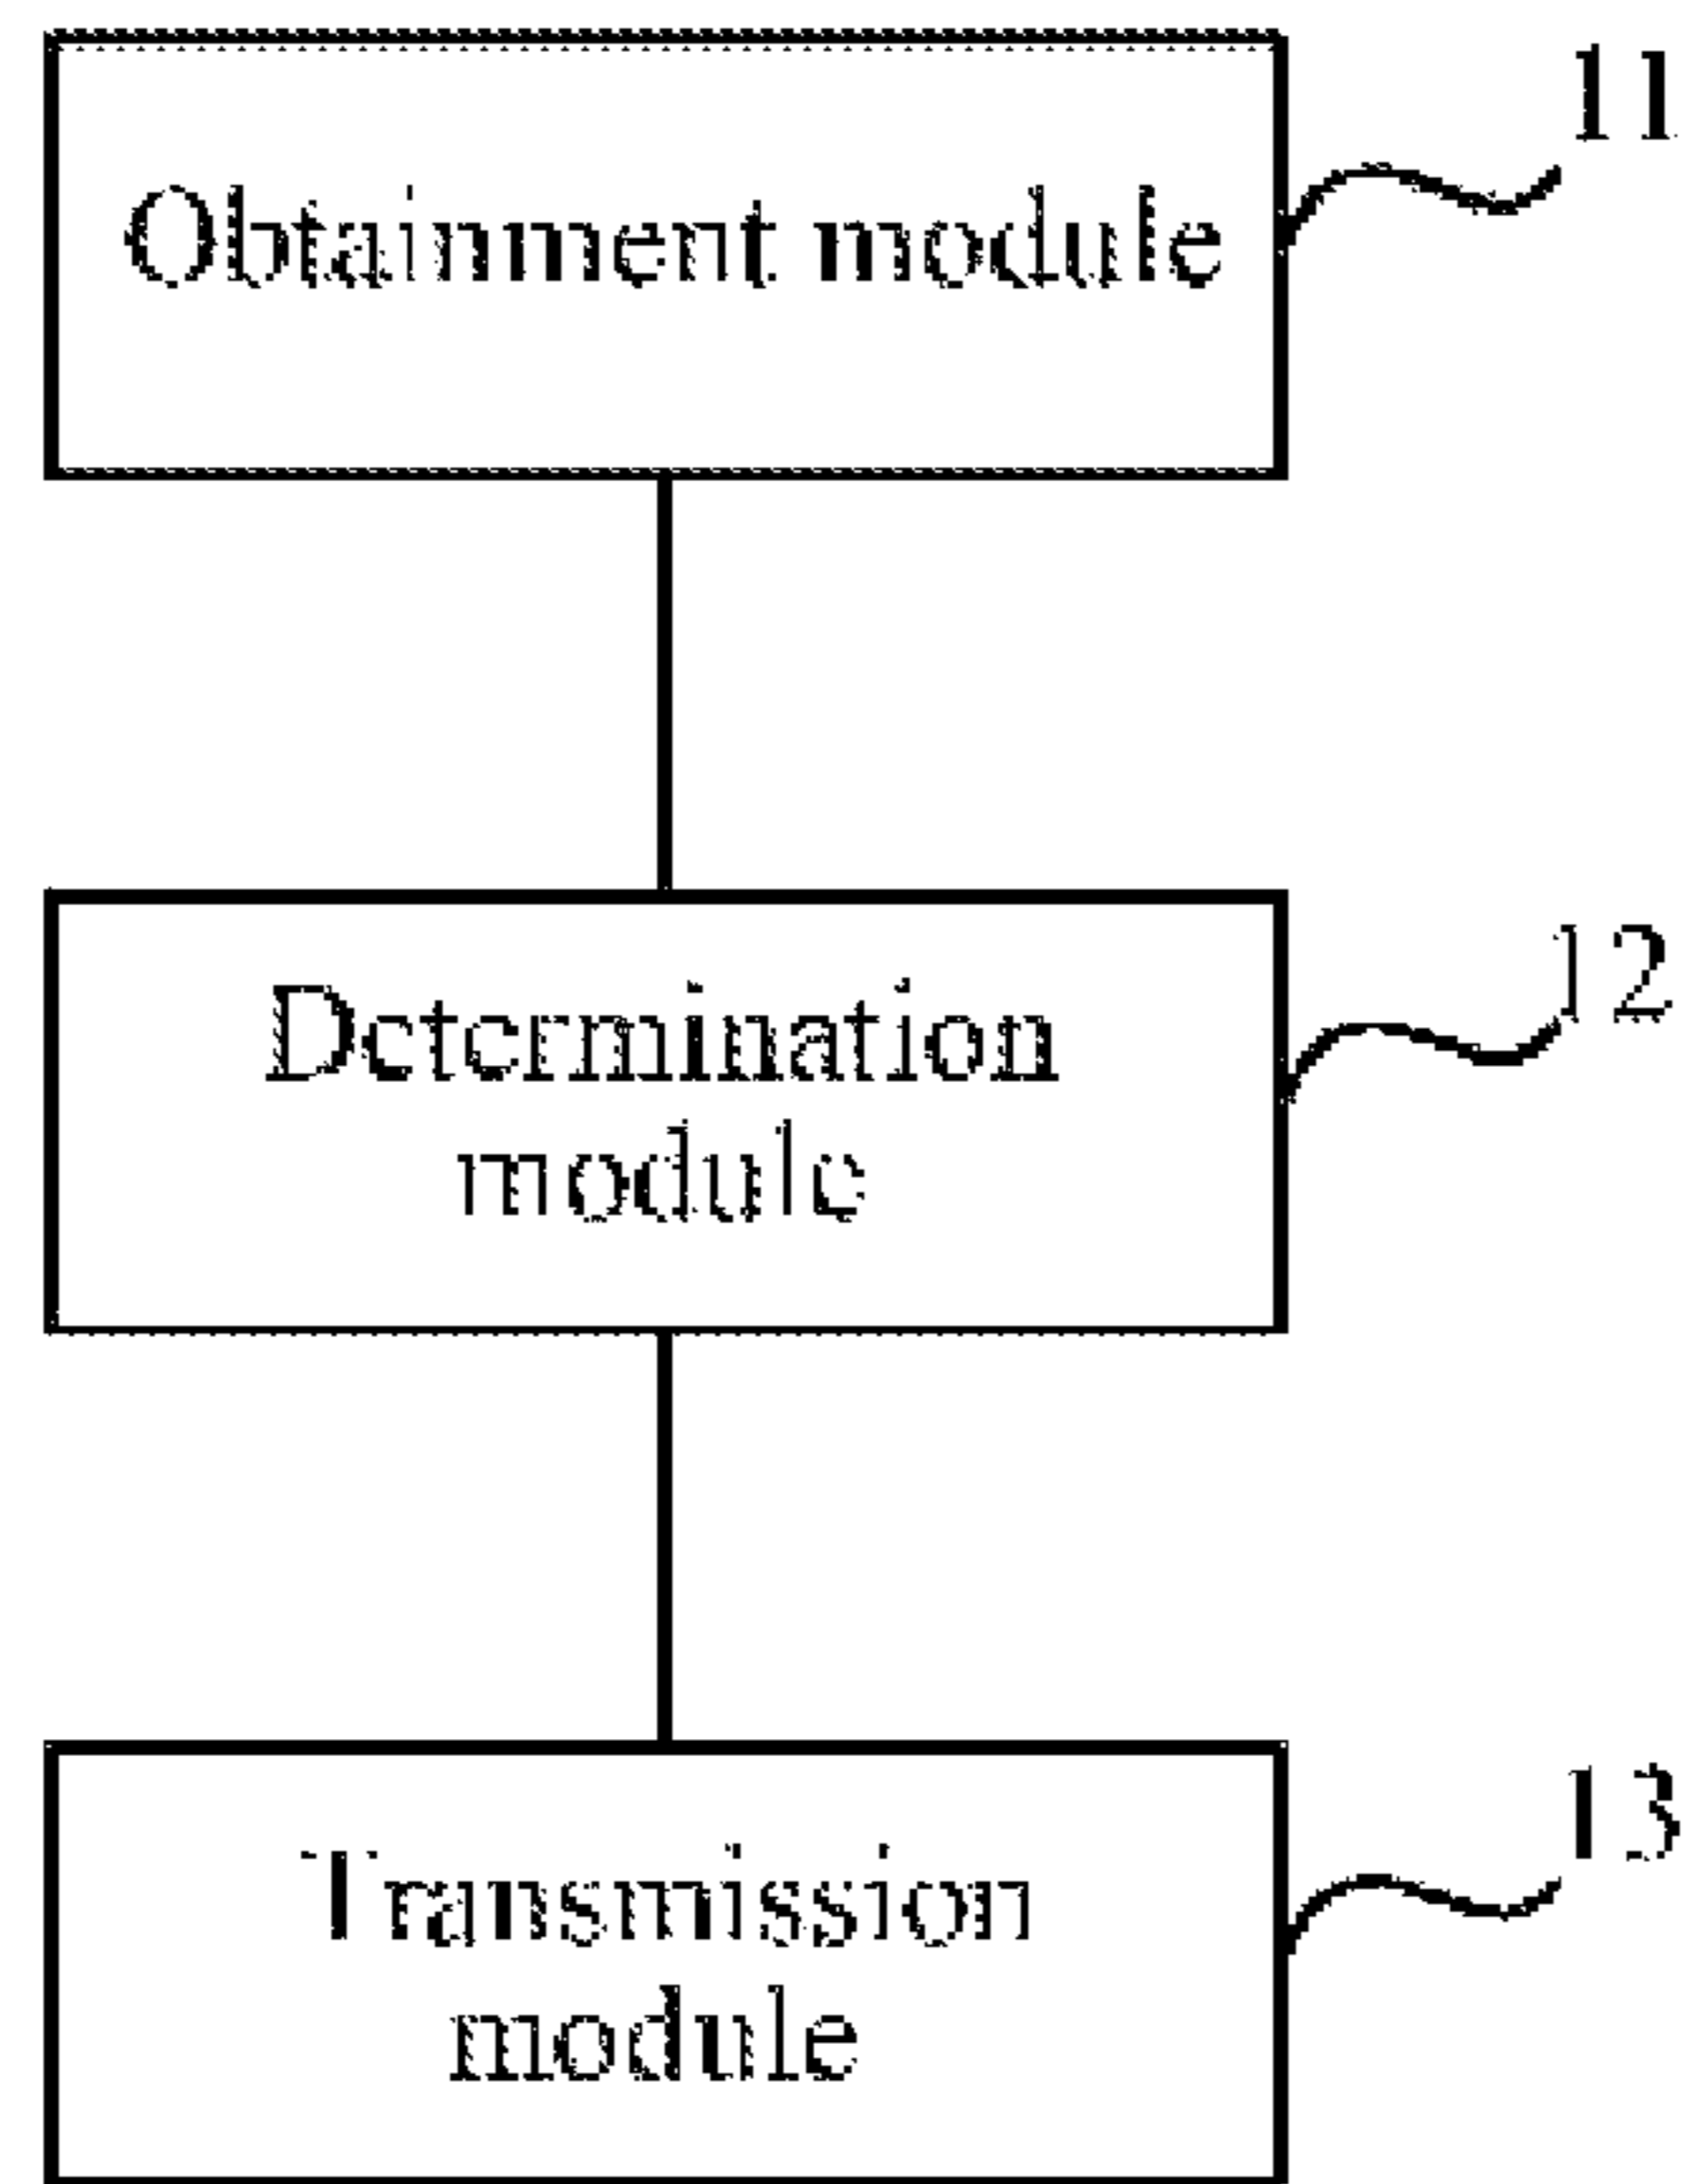 11
Obtainment module
12
Determination
module
13
Transmission
module